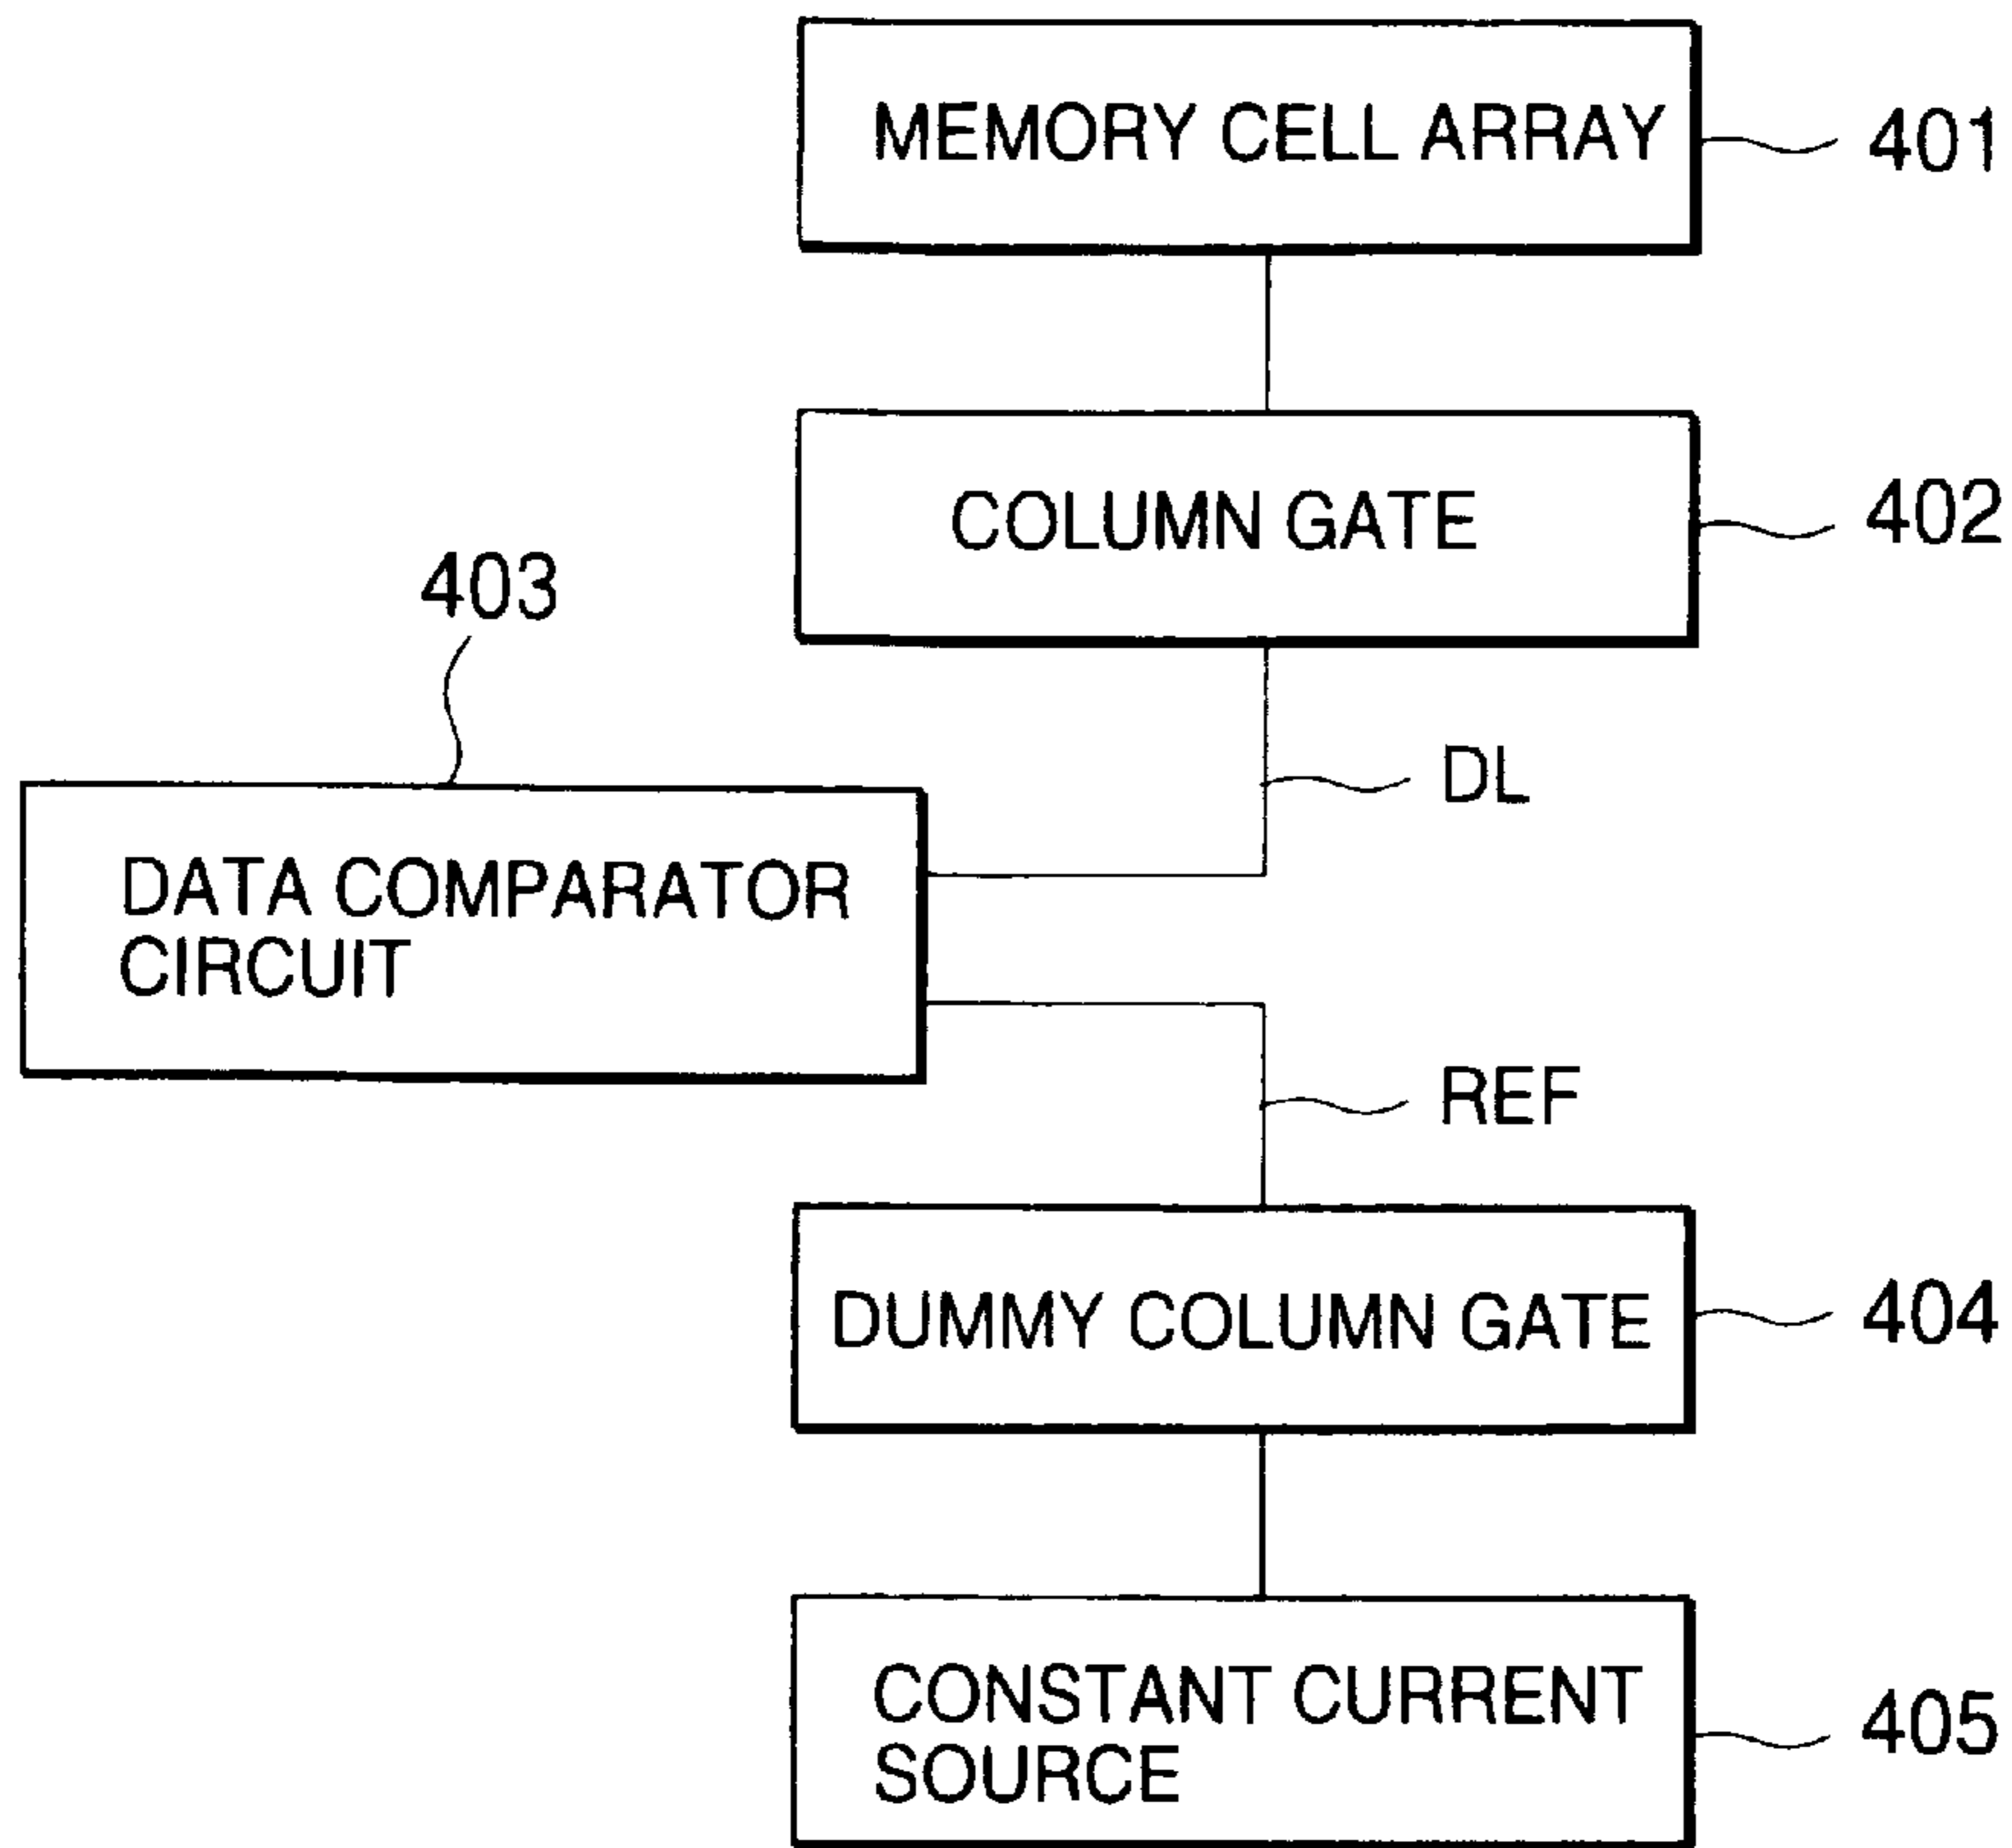 MEMORY CELL ARRAY
401
COLUMN GATE
402
403
DL
DATA COMPARATOR
CIRCUIT
REF
DUMMY COLUMN GATE
404
CONSTANT CURRENT
SOURCE
405